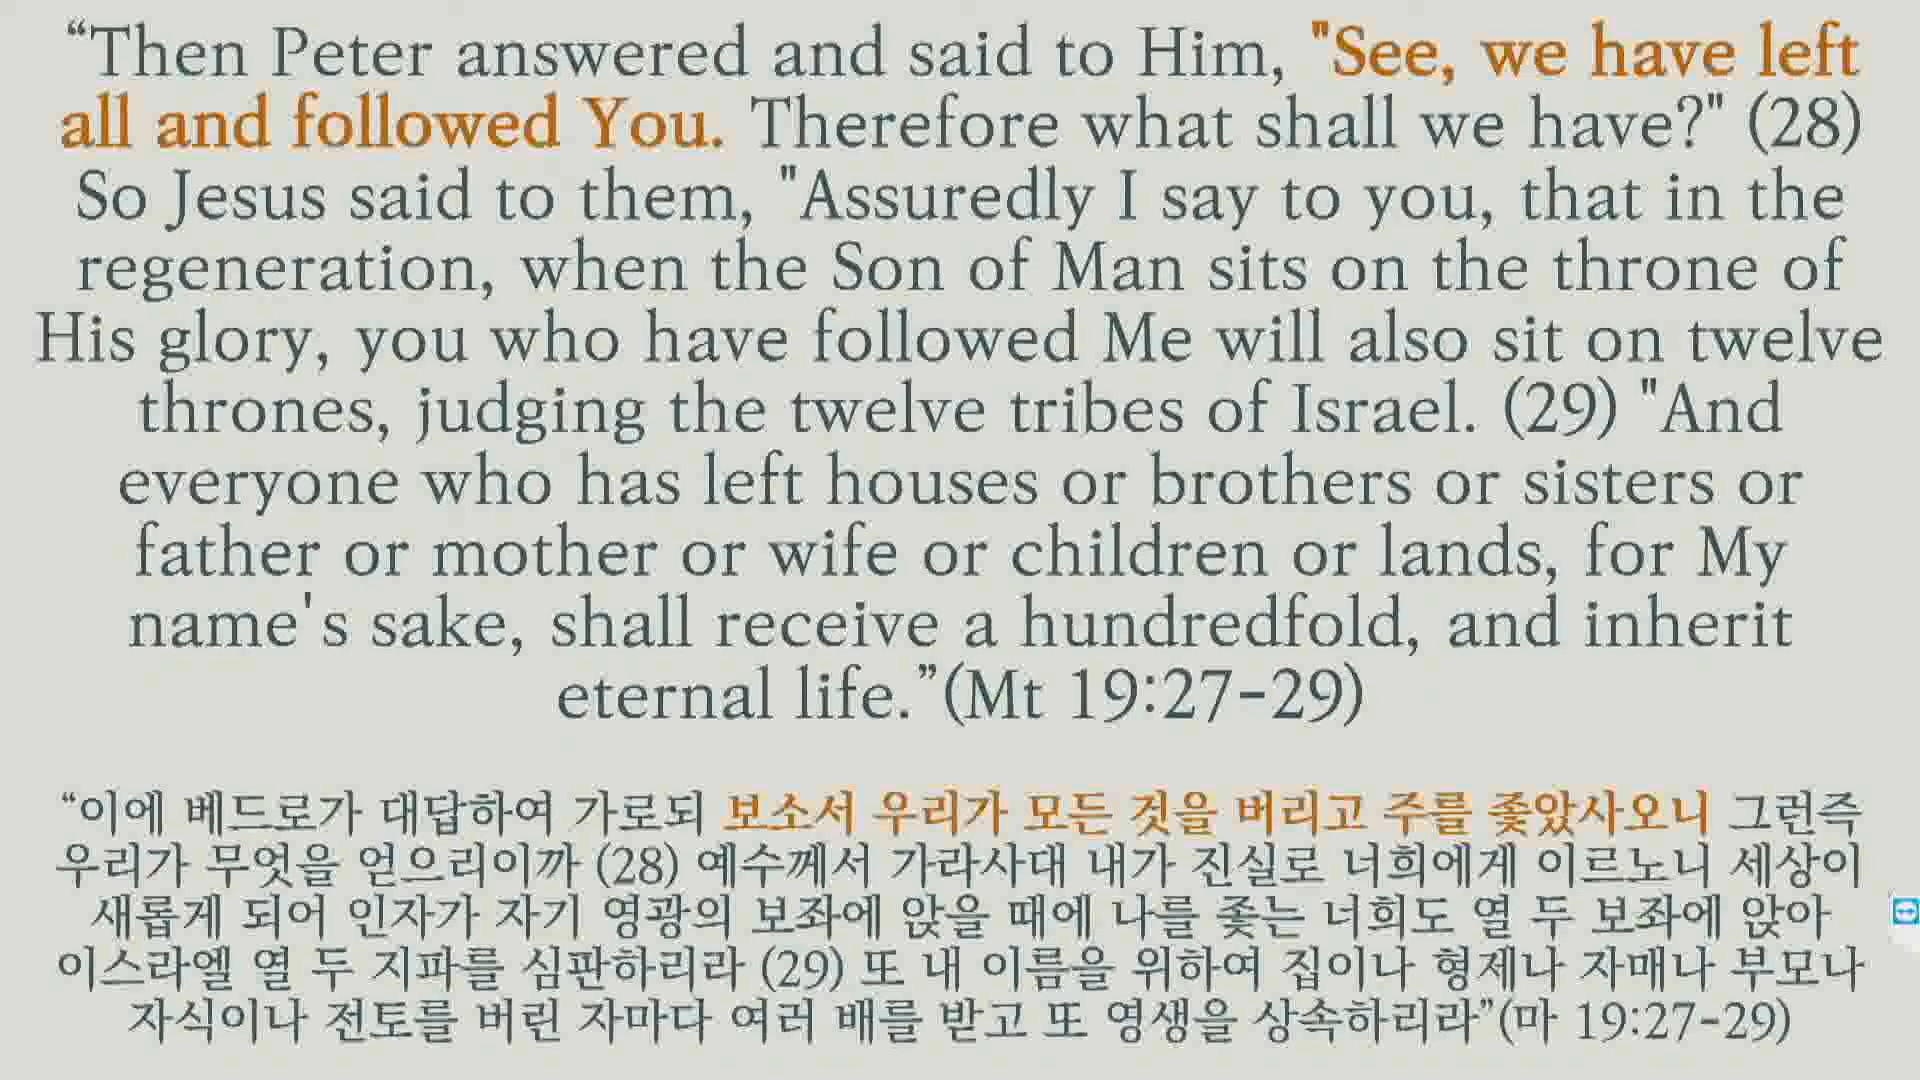 “Then Peter answered and said to Him, "See, we have left
all and followed You. Therefore what shall we have?" (28)
So Jesus said to them, "Assuredly I say to you, that in the
regeneration, when the Son of Man sits on the throne of
His glory, you who have followed Me will also sit on twelve
thrones, judging the twelve tribes of Israel. (29) "And
everyone who has left houses or brothers or sisters or
father or mother or wife or children or lands, for My
name's sake, shall receive a hundredfold, and inherit
eternal life.”(Mt 19:27-29)
“이에 베드로가 대답하여 가로되 보소서 우리가 모든 것을 버리고 주를 좇았사오니 그런즉
우리가 무엇을 얻으리이까 (28) 예수께서 가라사대 내가 진실로 너희에게 이르노니 세상이
새롭게 되어 인자가 자기 영광의 보좌에 앉을 때에 나를 좇는 너희도 열 두 보좌에 앉아
이스라엘 열 두 지파를 심판하리라 (29) 또 내 이름을 위하여 집이나 형제나 자매나 부모나
자식이나 전토를 버린 자마다 여러 배를 받고 또 영생을 상속하리라”(마 19:27-29)